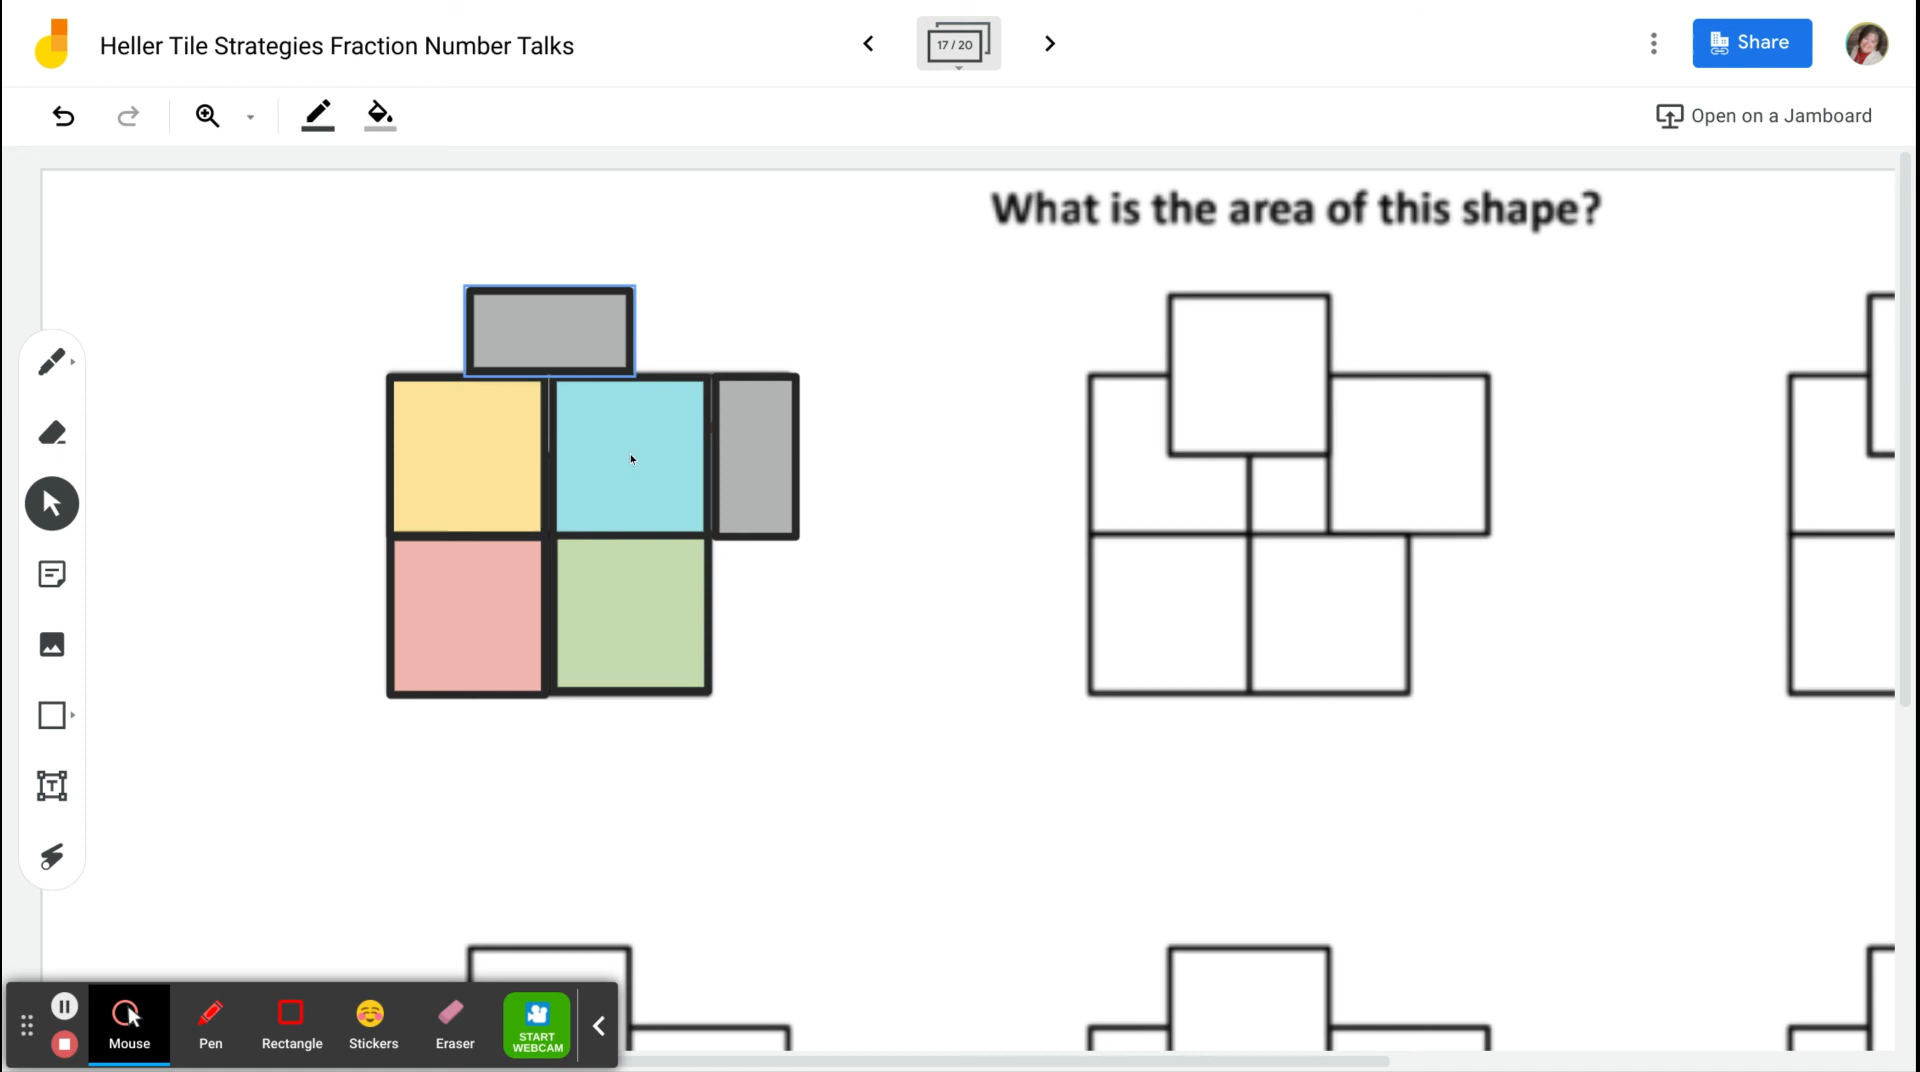 Heller Tile Strategies Fraction Number Talks
17 / 20
Share
Open on a Jamboard
What is the area of this shape?
Mouse
Pen
Rectangle
Stickers
Eraser
START
WEBCAM